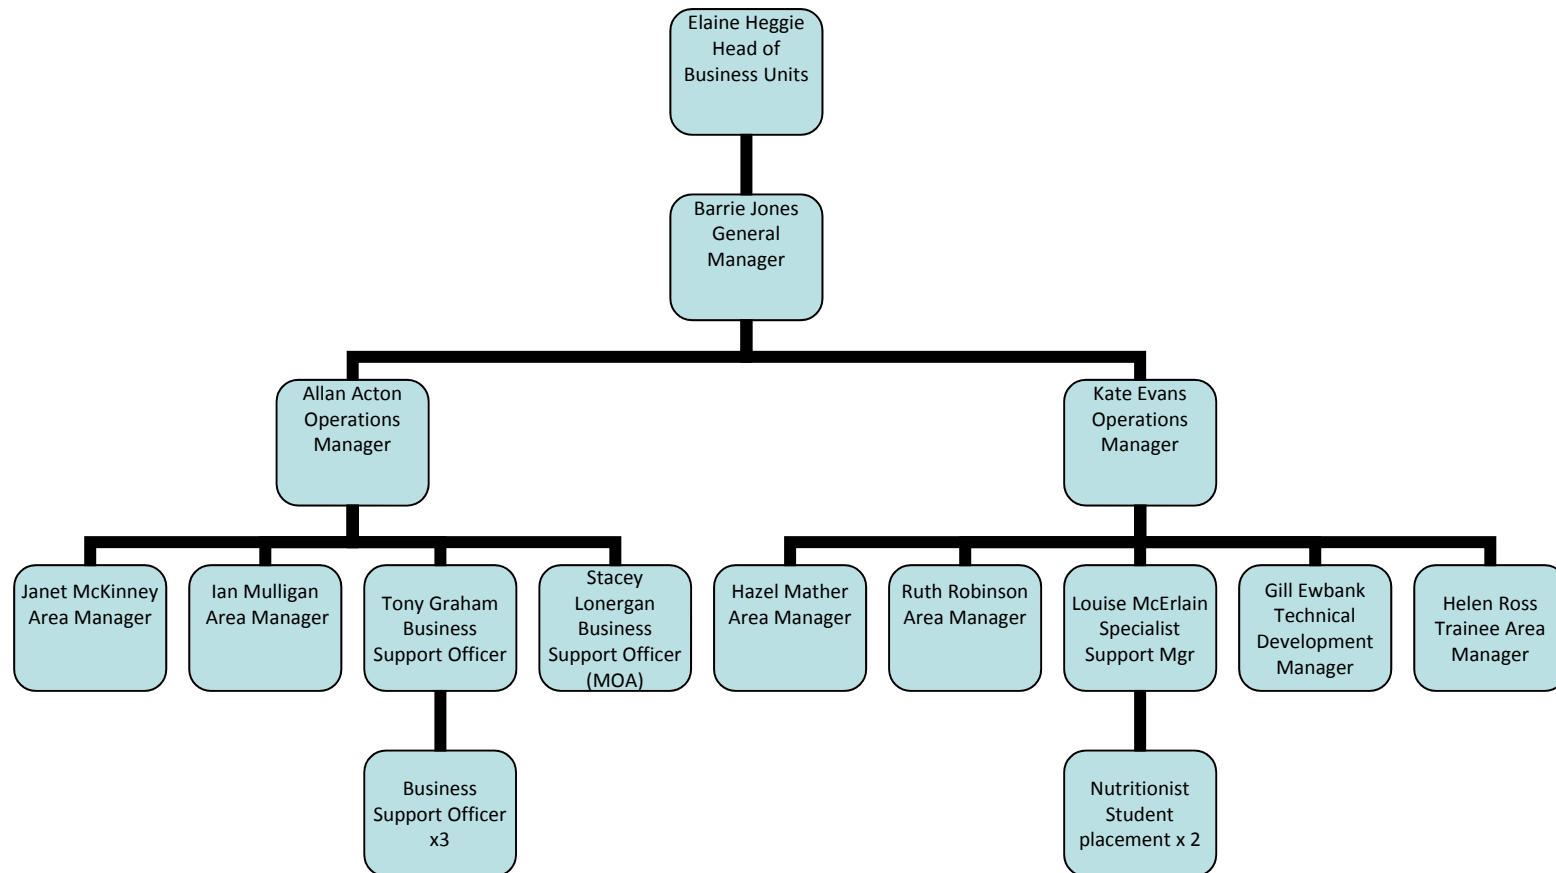 Elaine Heggie
Head of
Business Units
Barrie Jones
General
Manager
Allan Acton
Operations
Manager
Kate Evans
Operations
Manager
Janet McKinney
Area Manager
Ian Mulligan
Area Manager
Tony Graham
Business
Support Officer
Stacey
Lonergan
Business
Support Officer
(MOA)
Hazel Mather
Area Manager
Ruth Robinson
Area Manager
Louise McErlain
Specialist
Support Mgr
Gill Ewbank
Technical
Development
Manager
Helen Ross
Trainee Area
Manager
Business
Support Officer
x3
Nutritionist
Student
placement x 2